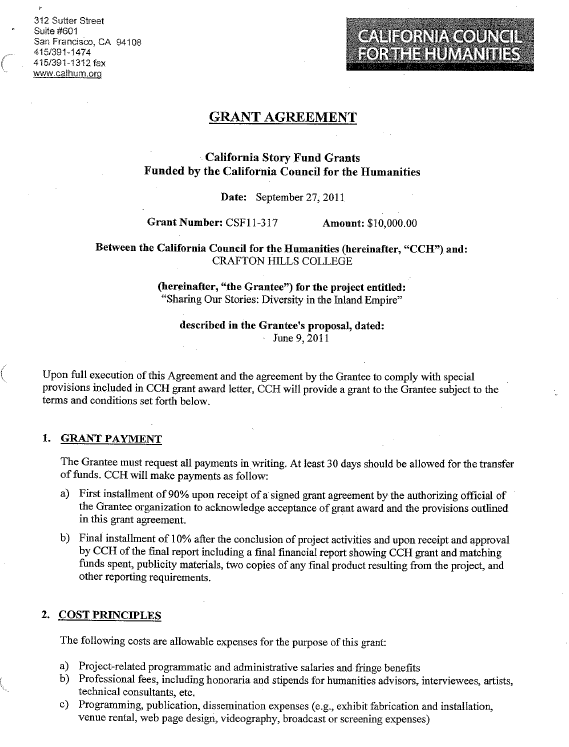 312 Sutter Street
Suite #601
San Francisco, CA 94108
415/391-1474
415/391-1312 fax
www.calhum.org
CALIFORNIA COUNCIL
FOR THE HUMANITIES
GRANT AGREEMENT
California Story Fund Grants
Funded by the California Council for the Humanities
Date: September 27, 2011
Grant Number: CSF11-317 Amount: $10,000.00
Between the California Council for the Humanities (hereinafter, “CCH”) and:
CRAFTON HILLS COLLEGE
(hereinafter, “the Grantee”) for the project entitled:
“Sharing Our Stories: Diversity in the Inland Empire”
described in the Grantee's proposal, dated:
June 9, 2011
Upon full execution of this Agreement and the agreement by the Grantee to comply with special
provisions included in CCH grant award letter, CCH will provide a grant to the Grantee subject to the
terms and conditions set forth below.
1. GRANT PAYMENT
The Grantee must request all payments in writing. At least 30 days should be allowed for the transfer
of funds. CCH will make payments as follow:
a) First installment of 90% upon receipt of a signed grant agreement by the authorizing official of
the Grantee organization to acknowledge acceptance of grant award and the provisions outlined
in this grant agreement.
b) Final installment of 10% after the conclusion of project activities and upon receipt and approval
by CCH of the final report including a final financial report showing CCH grant and matching
funds spent, publicity materials, two copies of any final product resulting from the project, and
other reporting requirements.
2. COST PRINCIPLES
The following costs are allowable expenses for the purpose of this grant:
a) Project-related programmatic and administrative salaries and fringe benefits
b) Professional fees, including honoraria and stipends for humanities advisors, interviewees, artists,
technical consultants, etc.
c) Programming, publication, dissemination expenses (e.g., exhibit fabrication and installation,
venue rental, web page design, videography, broadcast or screening expenses)